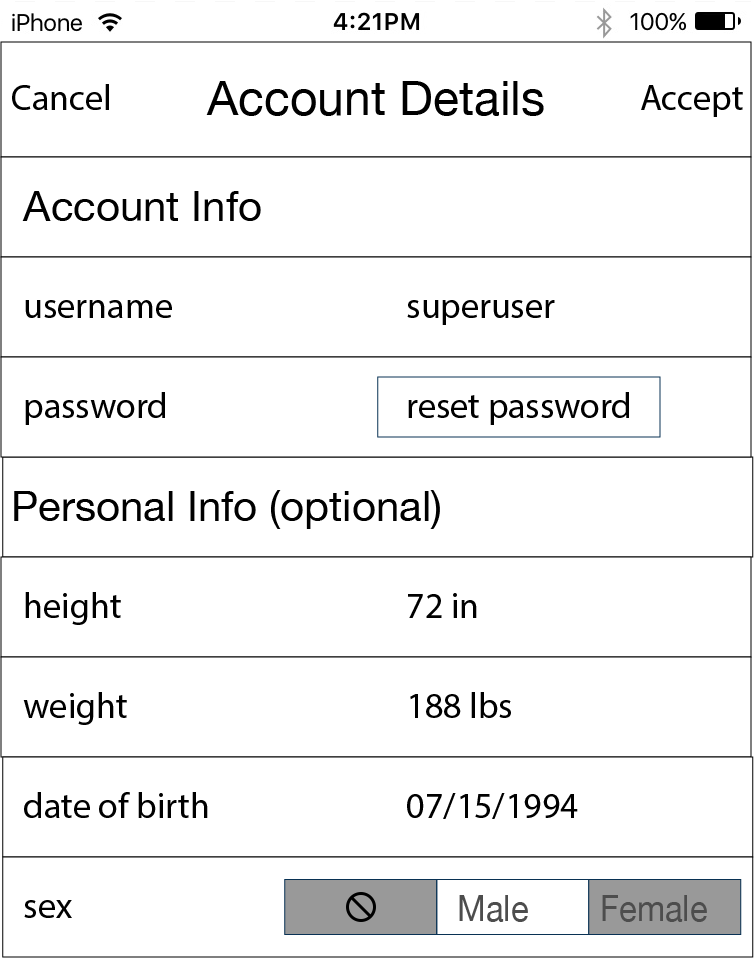 iPhone 4:21PM 100%
Cancel Account Details Accept
Account Info
username superuser
password reset password
Personal Info (optional)
height 72 in
weight 188 lbs
date of birth 07/15/1994
sex Male Female